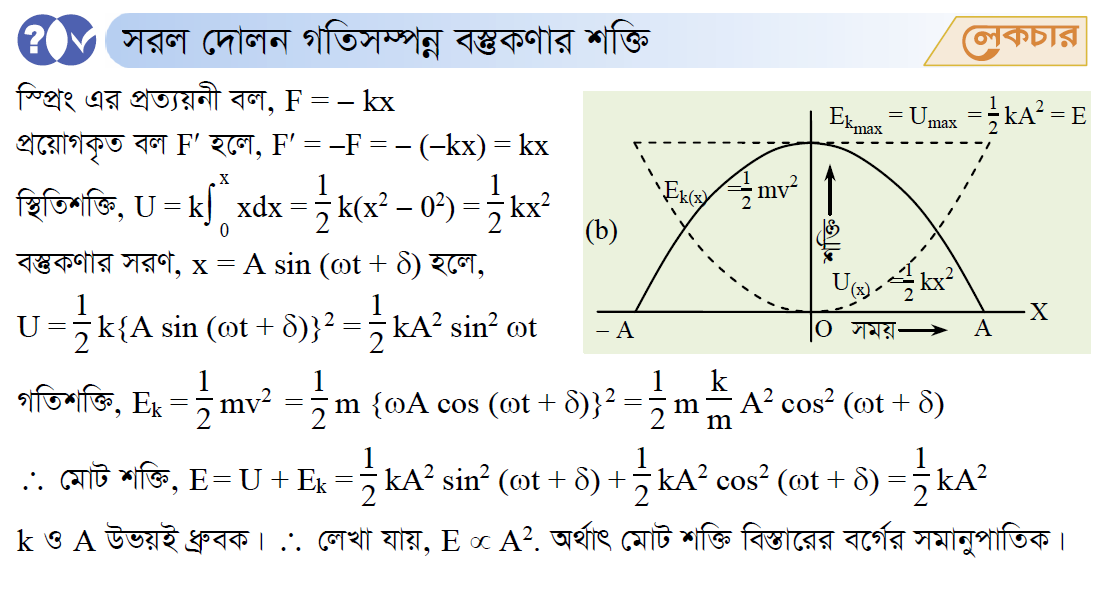 সরল দোলন গতিসম্পন্ন বস্তুকণার শক্তি
লেকচার
স্প্রিং এর প্রত্যয়নী বল, F = – kx
প্রয়োগকৃত বল F′ হলে, F′ = –F = – (–kx) = kx
স্থিতিশক্তি, U = k∫₀ˣ xdx = 1/2 k(x² – 0²) = 1/2 kx²
বস্তুকণার সরণ, x = A sin (ωt + δ) হলে,
U = 1/2 k{A sin (ωt + δ)}² = 1/2 kA² sin² ωt
(b)
E_kmax = U_max = 1/2 kA² = E
E_k(x) = 1/2 mv²
শক্তি
U_(x) = 1/2 kx²
– A O সময় A X
গতিশক্তি, E_k = 1/2 mv² = 1/2 m {ωA cos (ωt + δ)}² = 1/2 m k/m A² cos² (ωt + δ)
∴ মোট শক্তি, E = U + E_k = 1/2 kA² sin² (ωt + δ) + 1/2 kA² cos² (ωt + δ) = 1/2 kA²
k ও A উভয়ই ধ্রুবক। ∴ লেখা যায়, E ∝ A². অর্থাৎ মোট শক্তি বিস্তারের বর্গের সমানুপাতিক।